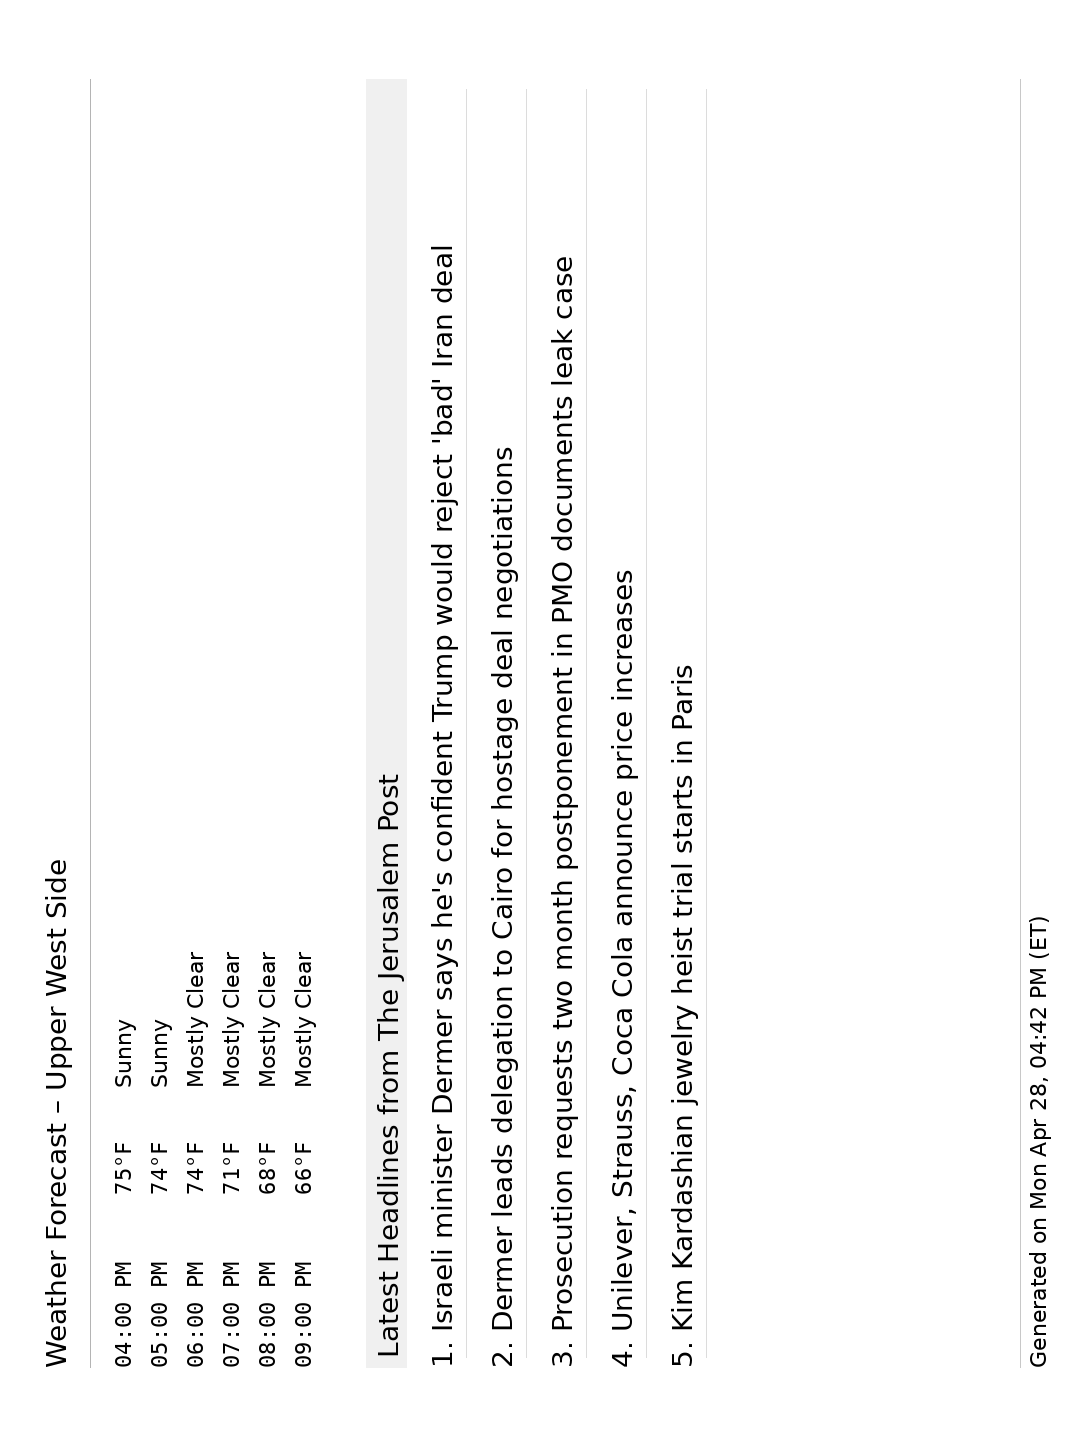 Weather Forecast – Upper West Side
04:00 PM 75°F Sunny
05:00 PM 74°F Sunny
06:00 PM 74°F Mostly Clear
07:00 PM 71°F Mostly Clear
08:00 PM 68°F Mostly Clear
09:00 PM 66°F Mostly Clear
Latest Headlines from The Jerusalem Post
1. Israeli minister Dermer says he's confident Trump would reject 'bad' Iran deal
2. Dermer leads delegation to Cairo for hostage deal negotiations
3. Prosecution requests two month postponement in PMO documents leak case
4. Unilever, Strauss, Coca Cola announce price increases
5. Kim Kardashian jewelry heist trial starts in Paris
Generated on Mon Apr 28, 04:42 PM (ET)